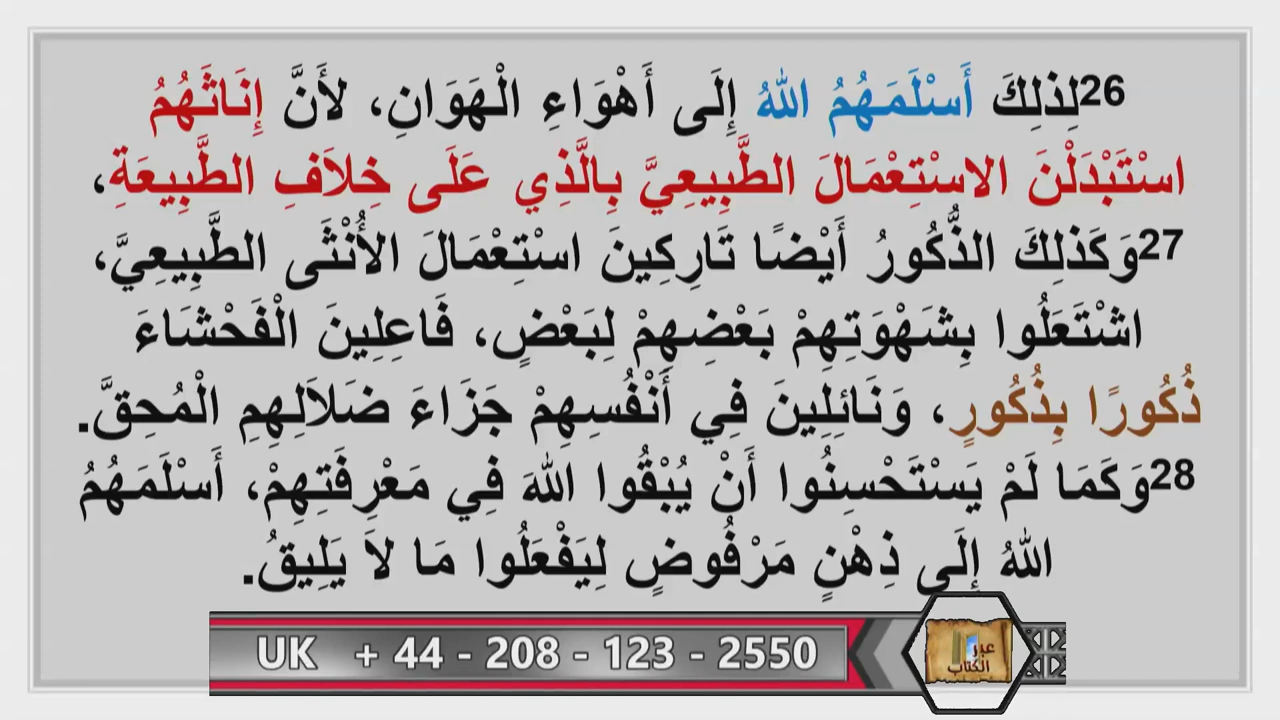 26لِذلِكَ أَسْلَمَهُمُ اللهُ إِلَى أَهْوَاءِ الْهَوَانِ، لأَنَّ إِنَاثَهُمُ
اسْتَبْدَلْنَ الاسْتِعْمَالَ الطَّبِيعِيَّ بِالَّذِي عَلَى خِلاَفِ الطَّبِيعَةِ،
27وَكَذلِكَ الذُّكُورُ أَيْضًا تَارِكِينَ اسْتِعْمَالَ الأُنْثَى الطَّبِيعِيَّ،
اشْتَعَلُوا بِشَهْوَتِهِمْ بَعْضِهِمْ لِبَعْضٍ، فَاعِلِينَ الْفَحْشَاءَ
ذُكُورًا بِذُكُورٍ، وَنَائِلِينَ فِي أَنْفُسِهِمْ جَزَاءَ ضَلاَلِهِمِ الْمُحِقَّ.
28وَكَمَا لَمْ يَسْتَحْسِنُوا أَنْ يُبْقُوا اللهَ فِي مَعْرِفَتِهِمْ، أَسْلَمَهُمُ
اللهُ إِلَى ذِهْنٍ مَرْفُوضٍ لِيَفْعَلُوا مَا لاَ يَلِيقُ.
UK + 44 - 208 - 123 - 2550
عبر
الكتاب